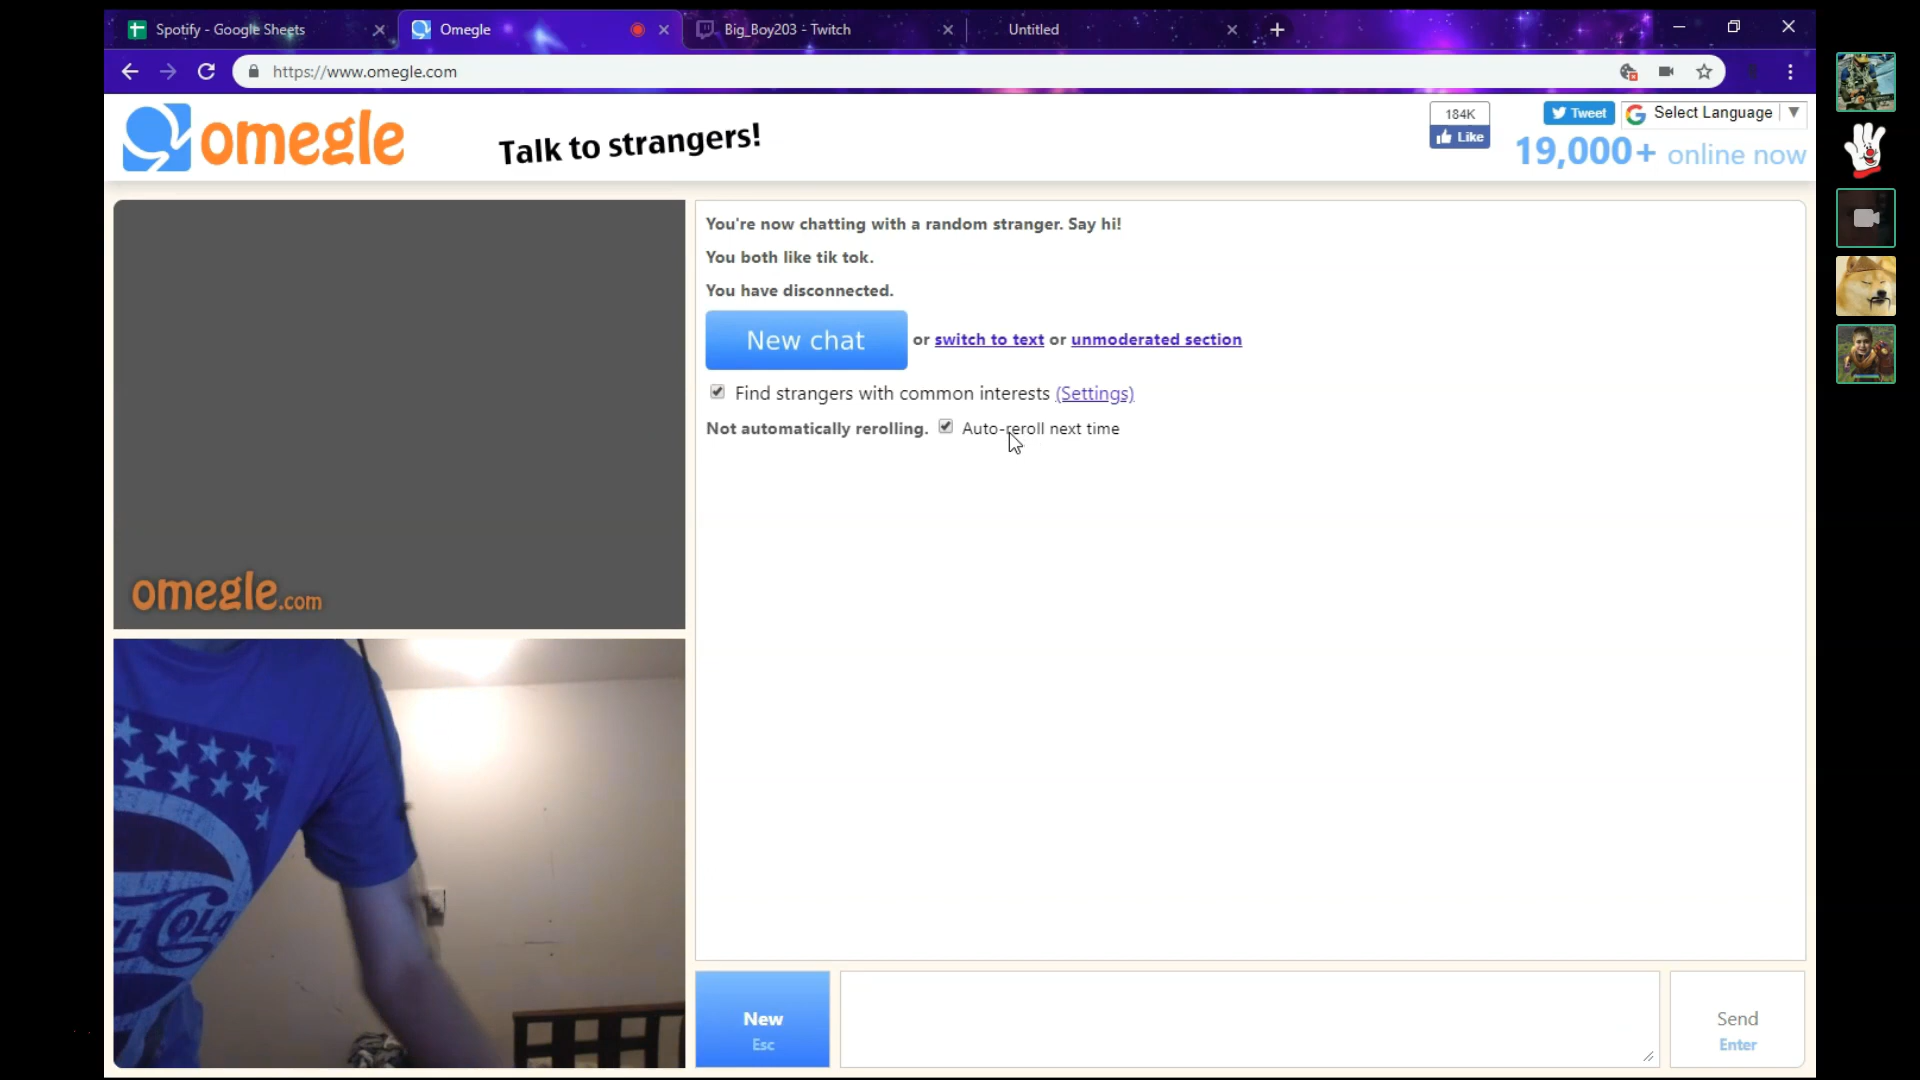 Spotify - Google Sheets
Omegle
Big_Boy203 - Twitch
Untitled
https://www.omegle.com
omegle
Talk to strangers!
184K
Like
Tweet
Select Language
19,000+ online now
You're now chatting with a random stranger. Say hi!
You both like tik tok.
You have disconnected.
New chat or switch to text or unmoderated section
Find strangers with common interests (Settings)
Not automatically rerolling. Auto-reroll next time
omegle.com
I-COLA
New
Esc
Send
Enter